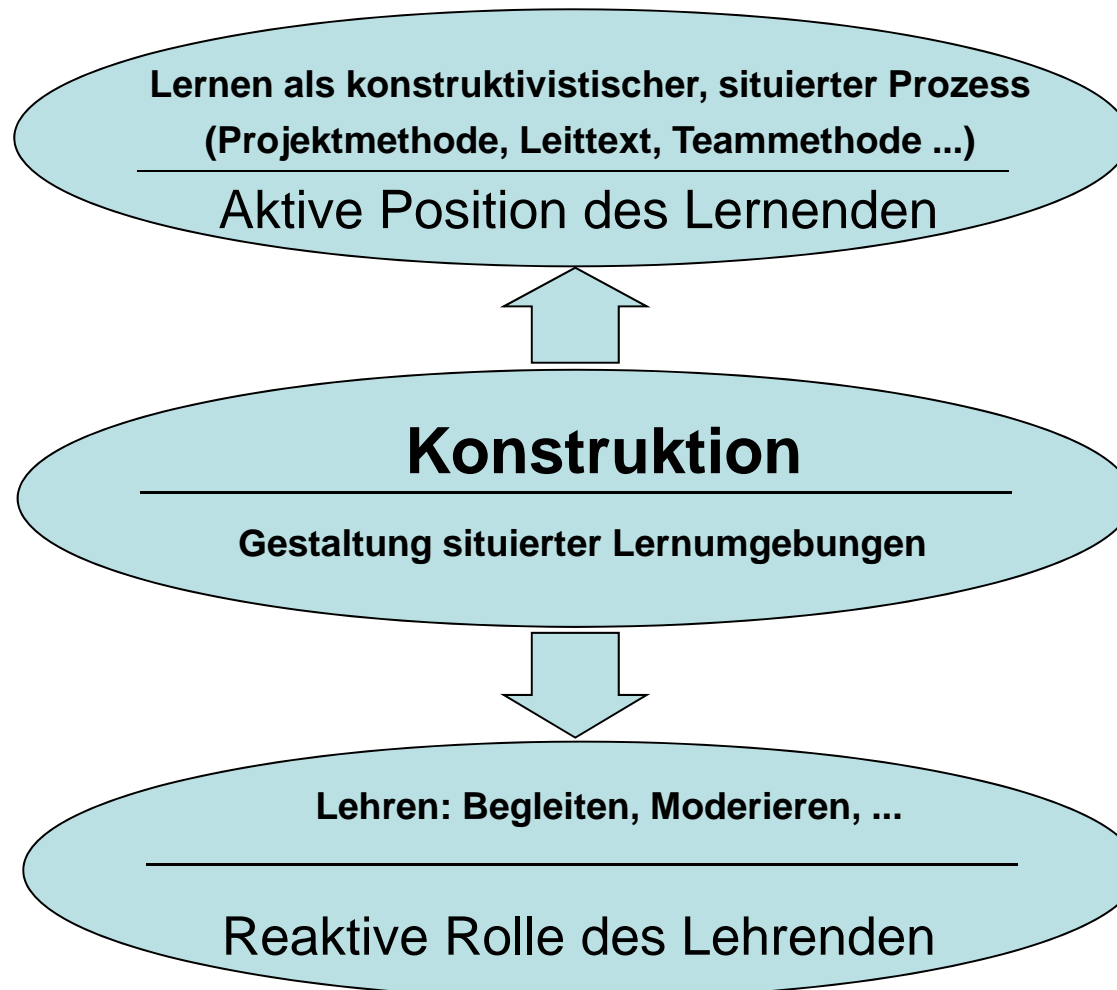 Lernen als konstruktivistischer, situierter Prozess
(Projektmethode, Leittext, Teammethode ...)
Aktive Position des Lernenden
Konstruktion
Gestaltung situierter Lernumgebungen
Lehren: Begleiten, Moderieren, ...
Reaktive Rolle des Lehrenden